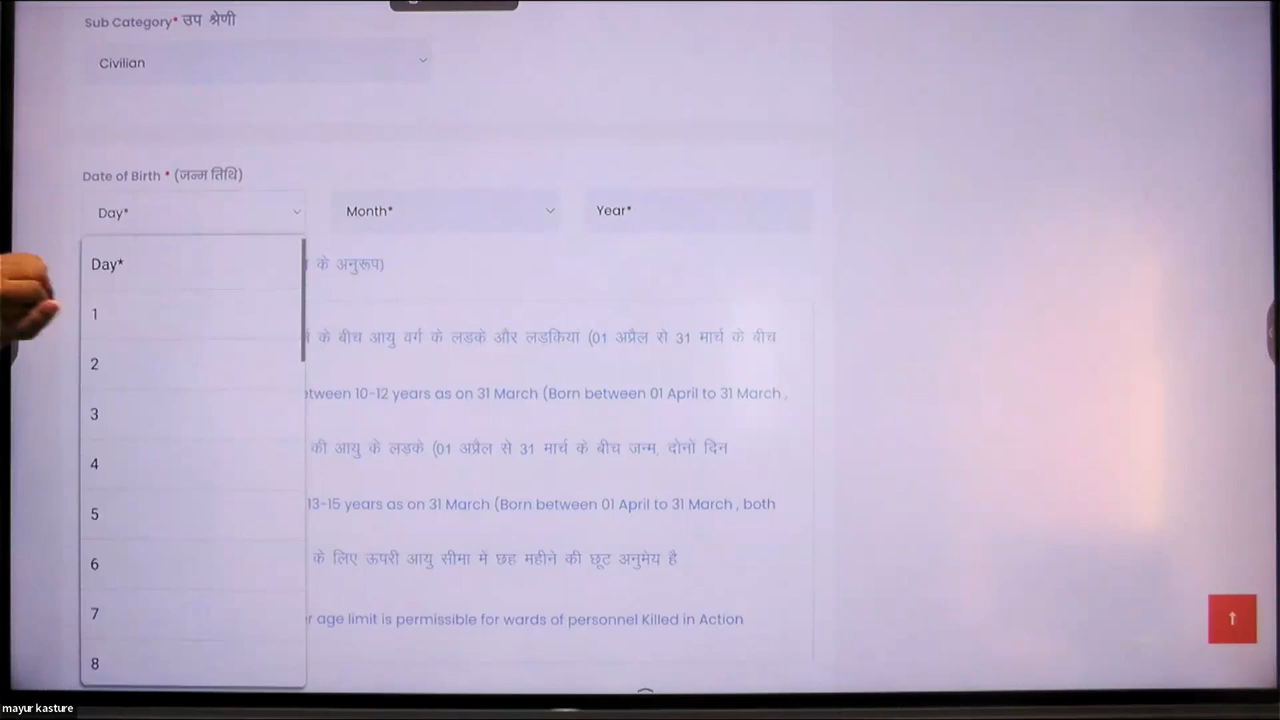 Sub Category* उप श्रेणी
Civilian
Date of Birth * (जन्म तिथि)
Day* Month* Year*
Day*
के अनुरूप)
1
के बीच आयु वर्ग के लडके और लडकिया (01 अप्रैल से 31 मार्च के बीच
2
tween 10-12 years as on 31 March (Born between 01 April to 31 March ,
3
की आयु के लडके (01 अप्रैल से 31 मार्च के बीच जन्म, दोनो दिन
4
13-15 years as on 31 March (Born between 01 April to 31 March , both
5
के लिए ऊपरी आयु सीमा में छह महीने की छूट अनुमेय है
6
r age limit is permissible for wards of personnel Killed in Action
7
8
mayur kasture